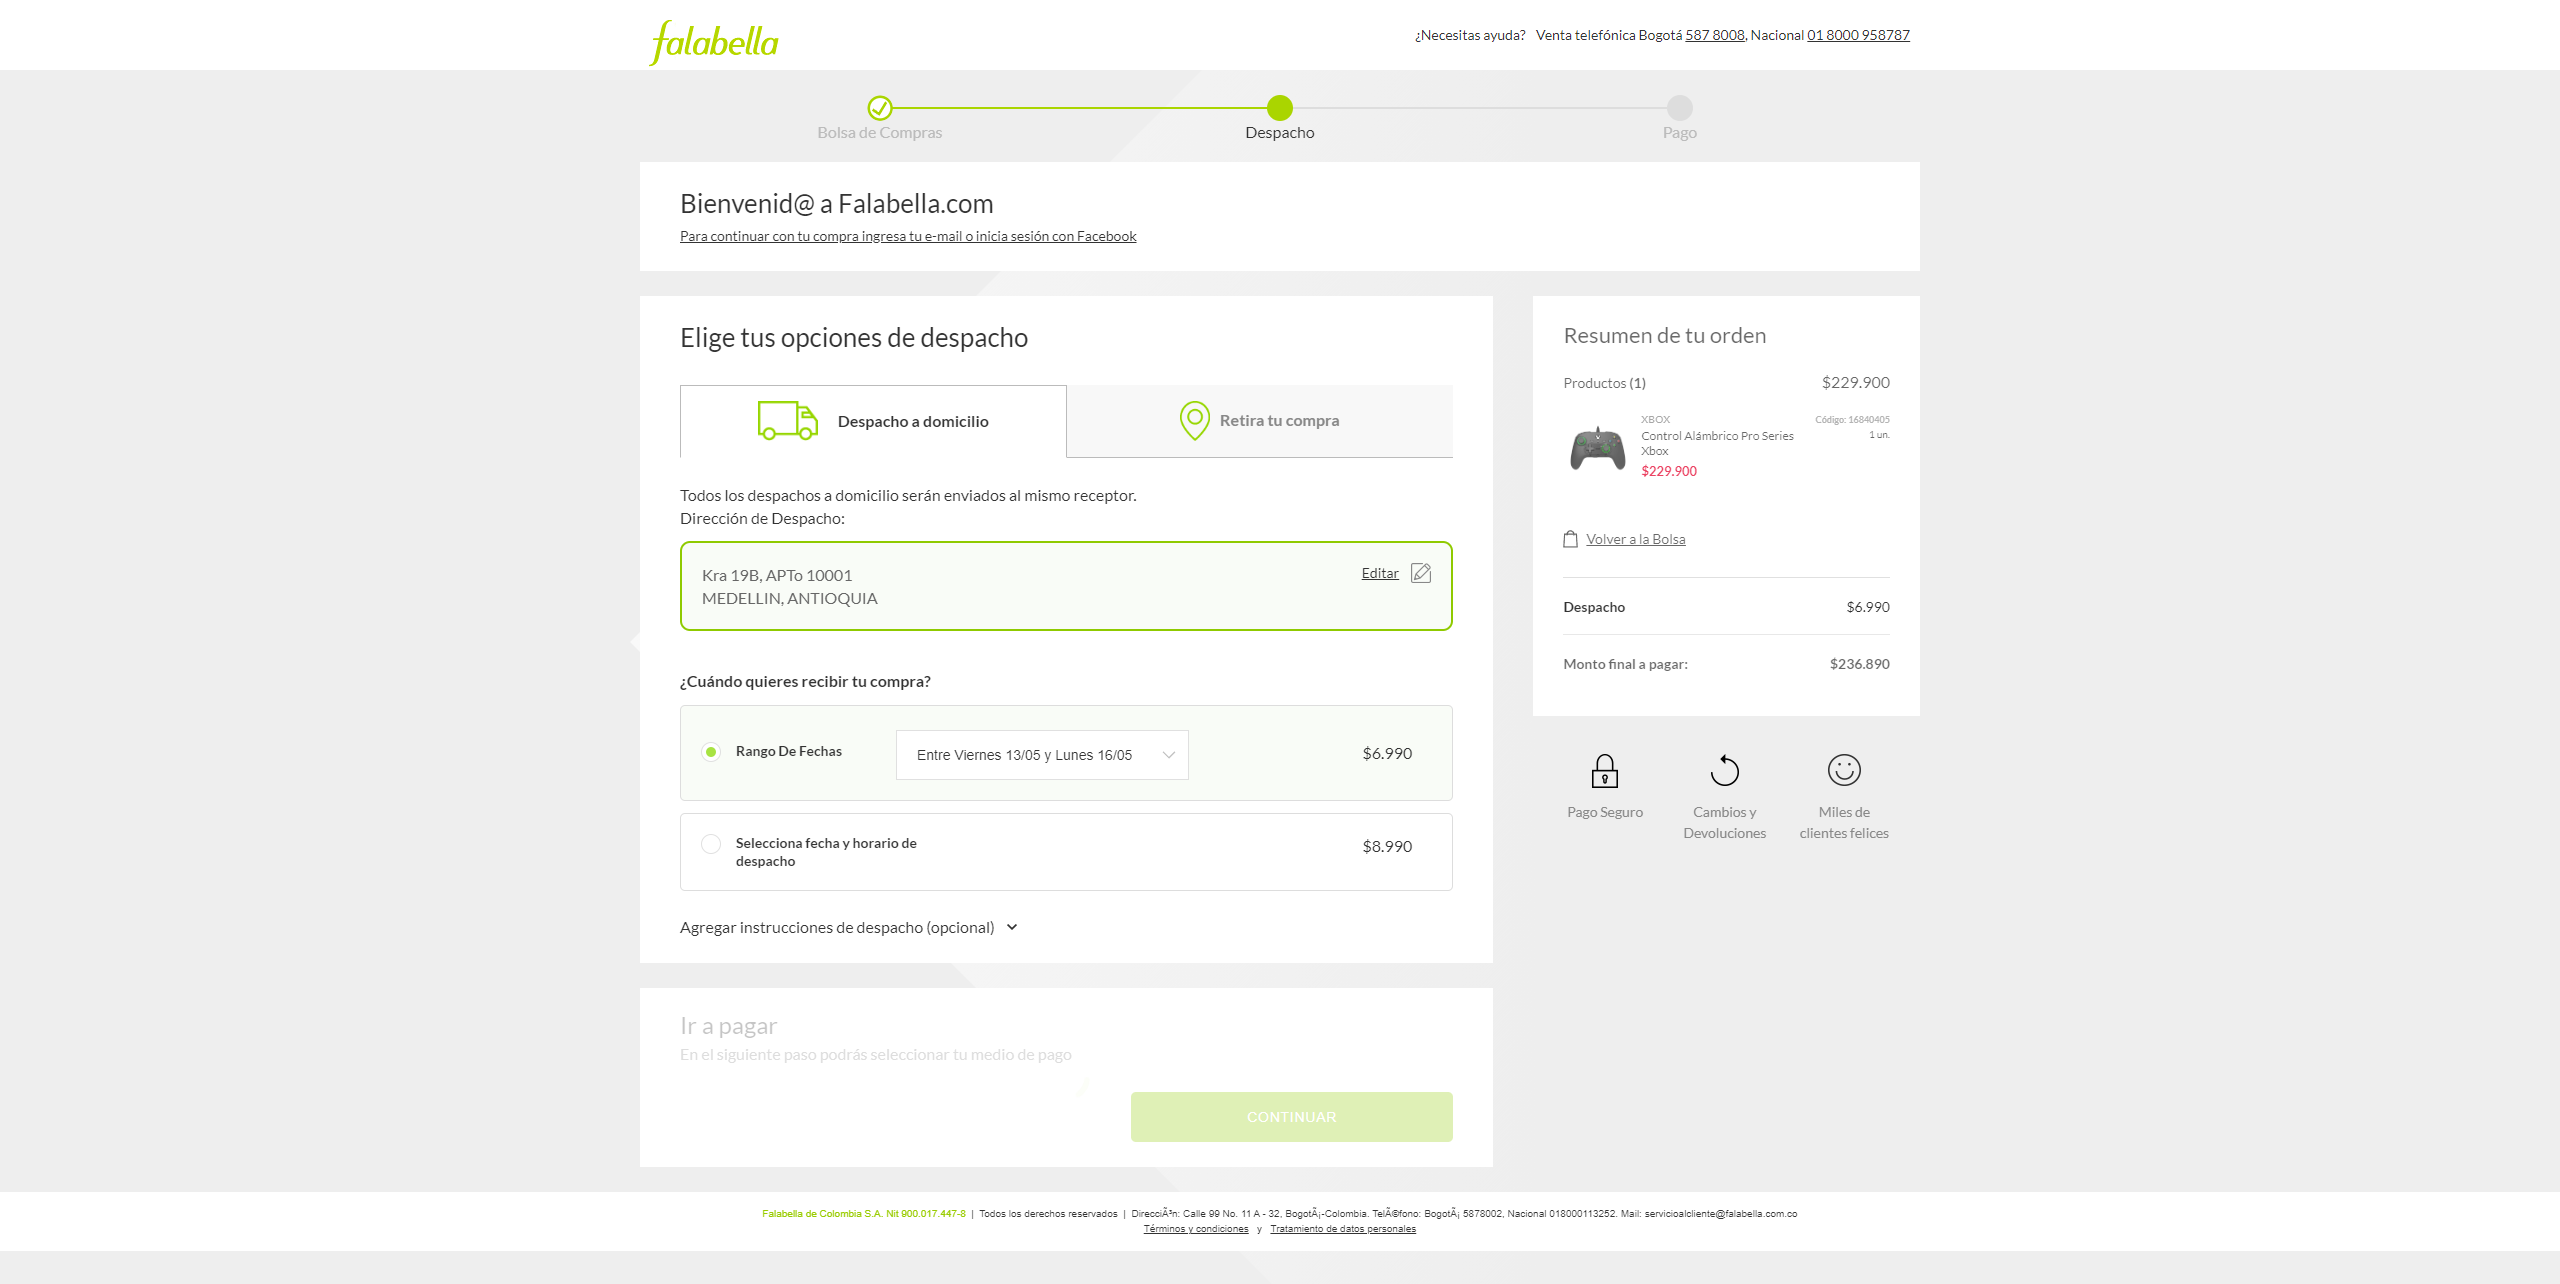 falabella
¿Necesitas ayuda? Venta telefónica Bogotá 587 8008, Nacional 01 8000 958787
Bolsa de Compras
Despacho
Pago
Bienvenid@ a Falabella.com
Para continuar con tu compra ingresa tu e-mail o inicia sesión con Facebook
Elige tus opciones de despacho
Despacho a domicilio
Retira tu compra
Todos los despachos a domicilio serán enviados al mismo receptor.
Dirección de Despacho:
Kra 19B, APTo 10001
MEDELLIN, ANTIOQUIA
Editar
¿Cuándo quieres recibir tu compra?
Rango De Fechas
Entre Viernes 13/05 y Lunes 16/05
$6.990
Selecciona fecha y horario de
despacho
$8.990
Agregar instrucciones de despacho (opcional)
Ir a pagar
En el siguiente paso podrás seleccionar tu medio de pago
CONTINUAR
Resumen de tu orden
Productos (1)
$229.900
XBOX
Código: 16840405
Control Alámbrico Pro Series
1 un.
Xbox
$229.900
Volver a la Bolsa
Despacho
$6.990
Monto final a pagar:
$236.890
Pago Seguro
Cambios y
Devoluciones
Miles de
clientes felices
Falabella de Colombia S.A. Nit 900.017.447-8 | Todos los derechos reservados | DirecciÃ³n: Calle 99 No. 11 A - 32, BogotÃ¡-Colombia. TelÃ©fono: BogotÃ¡ 5878002, Nacional 018000113252. Mail: servicioalcliente@falabella.com.co
Términos y condiciones y Tratamiento de datos personales